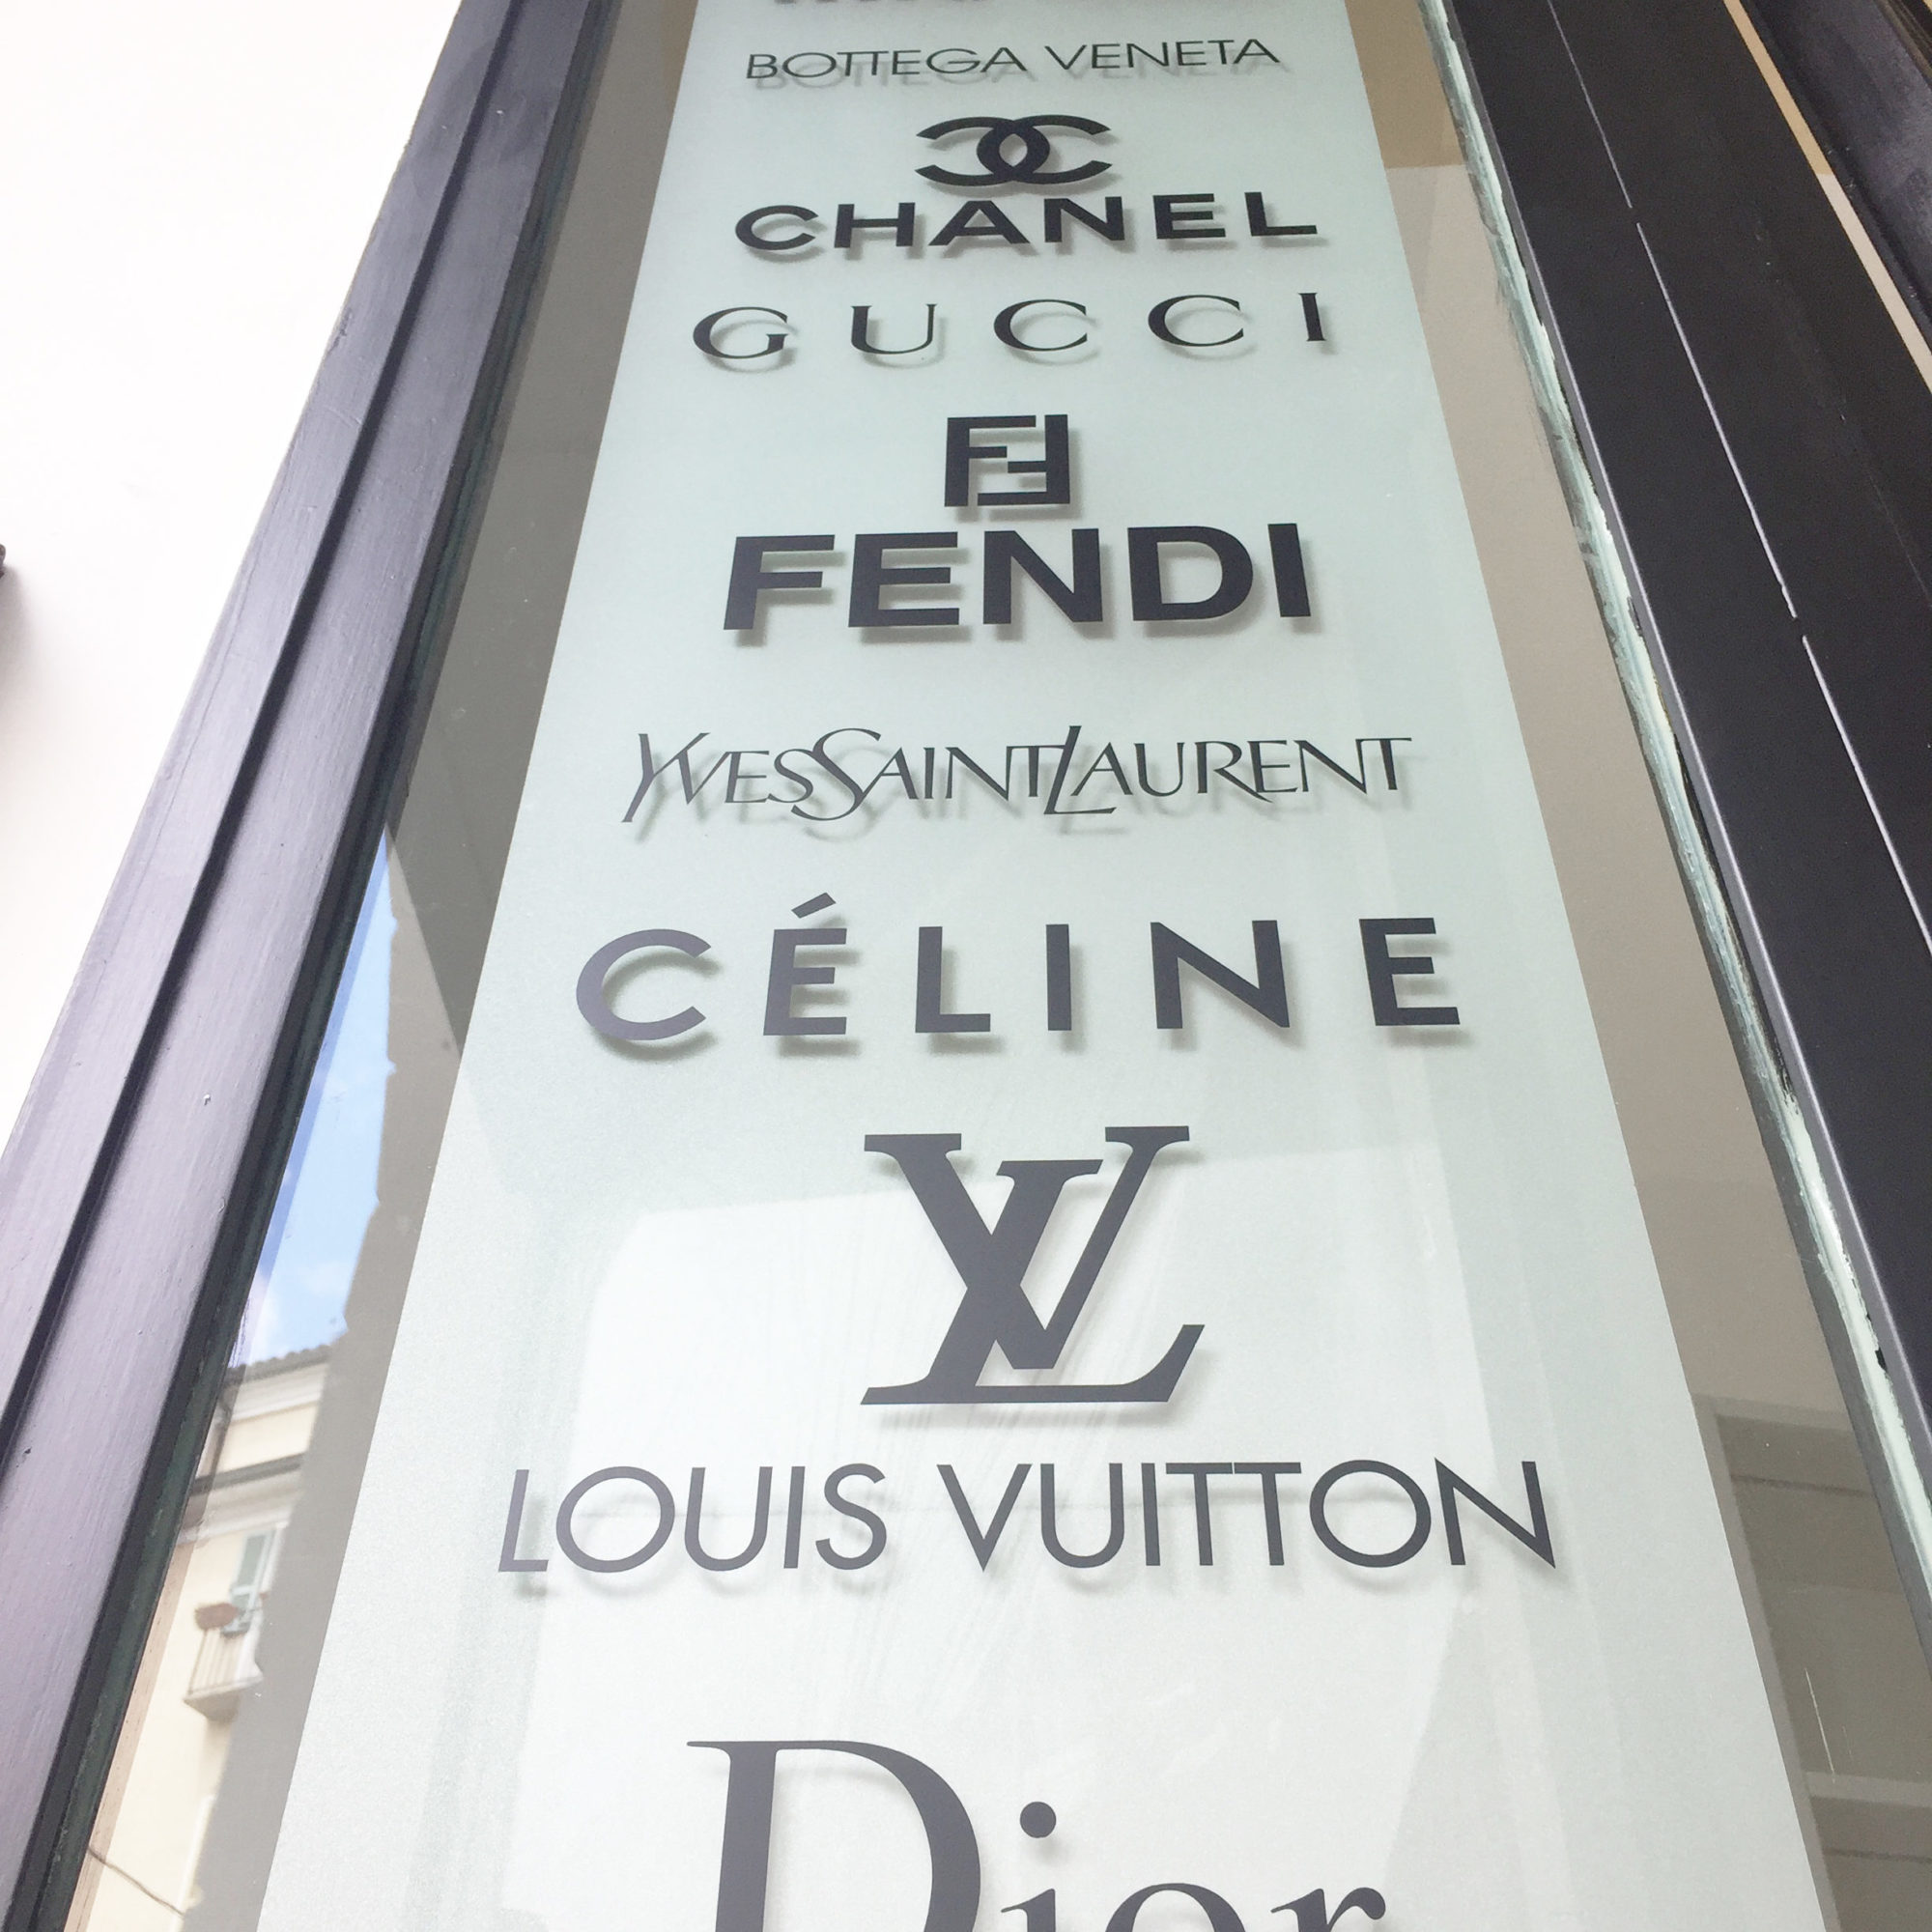 BOTTEGA VENETA
CHANEL
GUCCI
FENDI
YVESSAINTLAURENT
CÉLINE
LV
LOUIS VUITTON
Dior